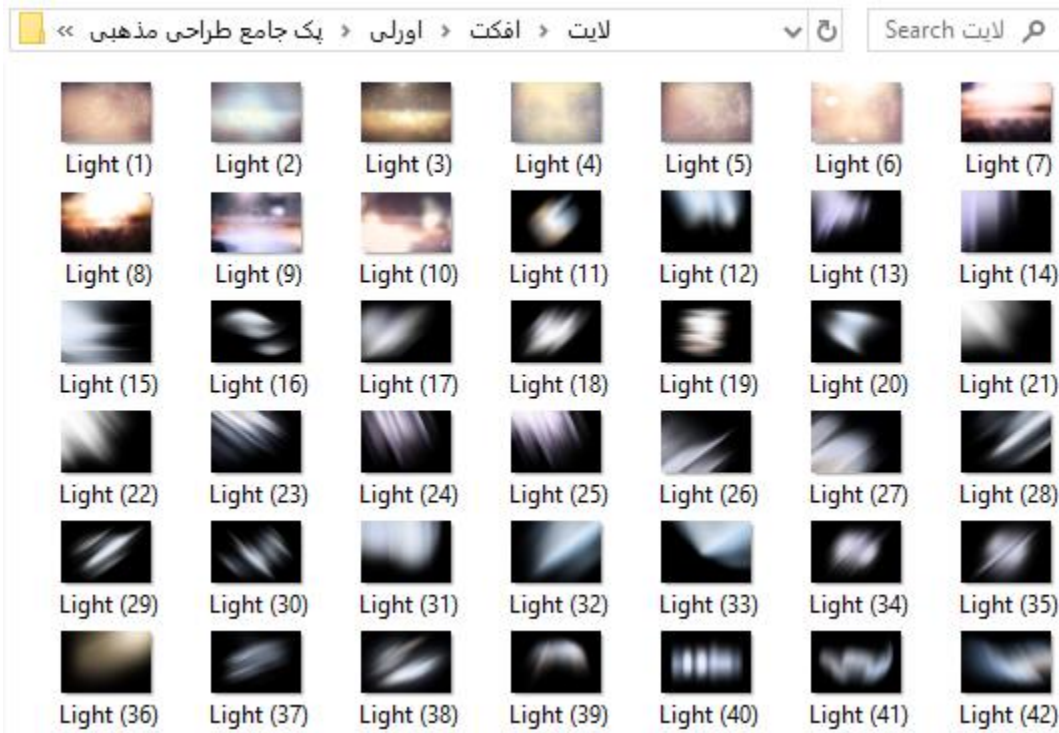 « پک جامع طراحی مذهبی > اورلی > افکت > لایت
Search لایت
Light (1) Light (2) Light (3) Light (4) Light (5) Light (6) Light (7)
Light (8) Light (9) Light (10) Light (11) Light (12) Light (13) Light (14)
Light (15) Light (16) Light (17) Light (18) Light (19) Light (20) Light (21)
Light (22) Light (23) Light (24) Light (25) Light (26) Light (27) Light (28)
Light (29) Light (30) Light (31) Light (32) Light (33) Light (34) Light (35)
Light (36) Light (37) Light (38) Light (39) Light (40) Light (41) Light (42)